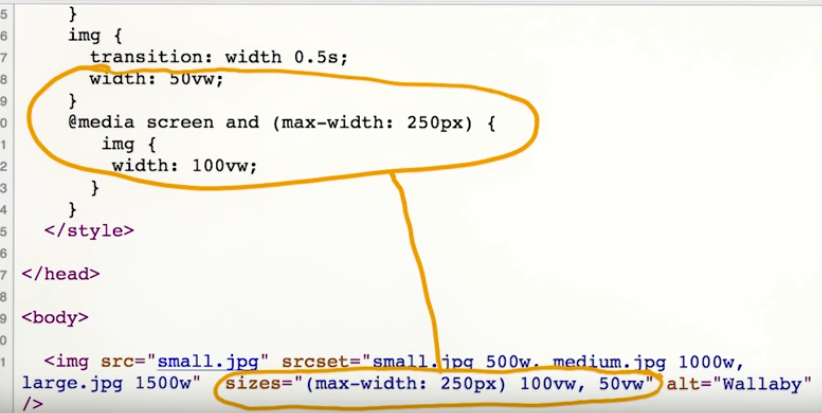 5 }
6 img {
7 transition: width 0.5s;
8 width: 50vw;
9 }
0 @media screen and (max-width: 250px) {
1 img {
2 width: 100vw;
3 }
4 }
5 </style>
6
7 </head>
8
9 <body>
0
1 <img src="small.jpg" srcset="small.jpg 500w, medium.jpg 1000w,
large.jpg 1500w" sizes="(max-width: 250px) 100vw, 50vw" alt="Wallaby"
/>